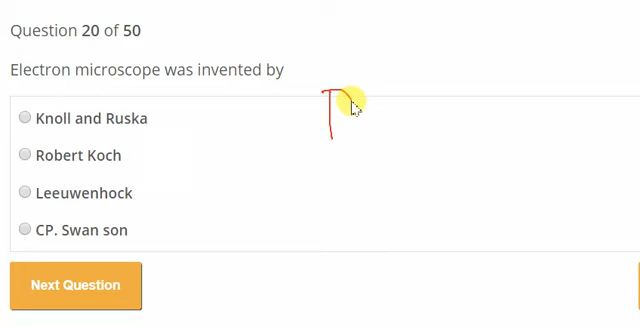 Question 20 of 50
Electron microscope was invented by
Knoll and Ruska
Robert Koch
Leeuwenhock
CP. Swan son
Next Question